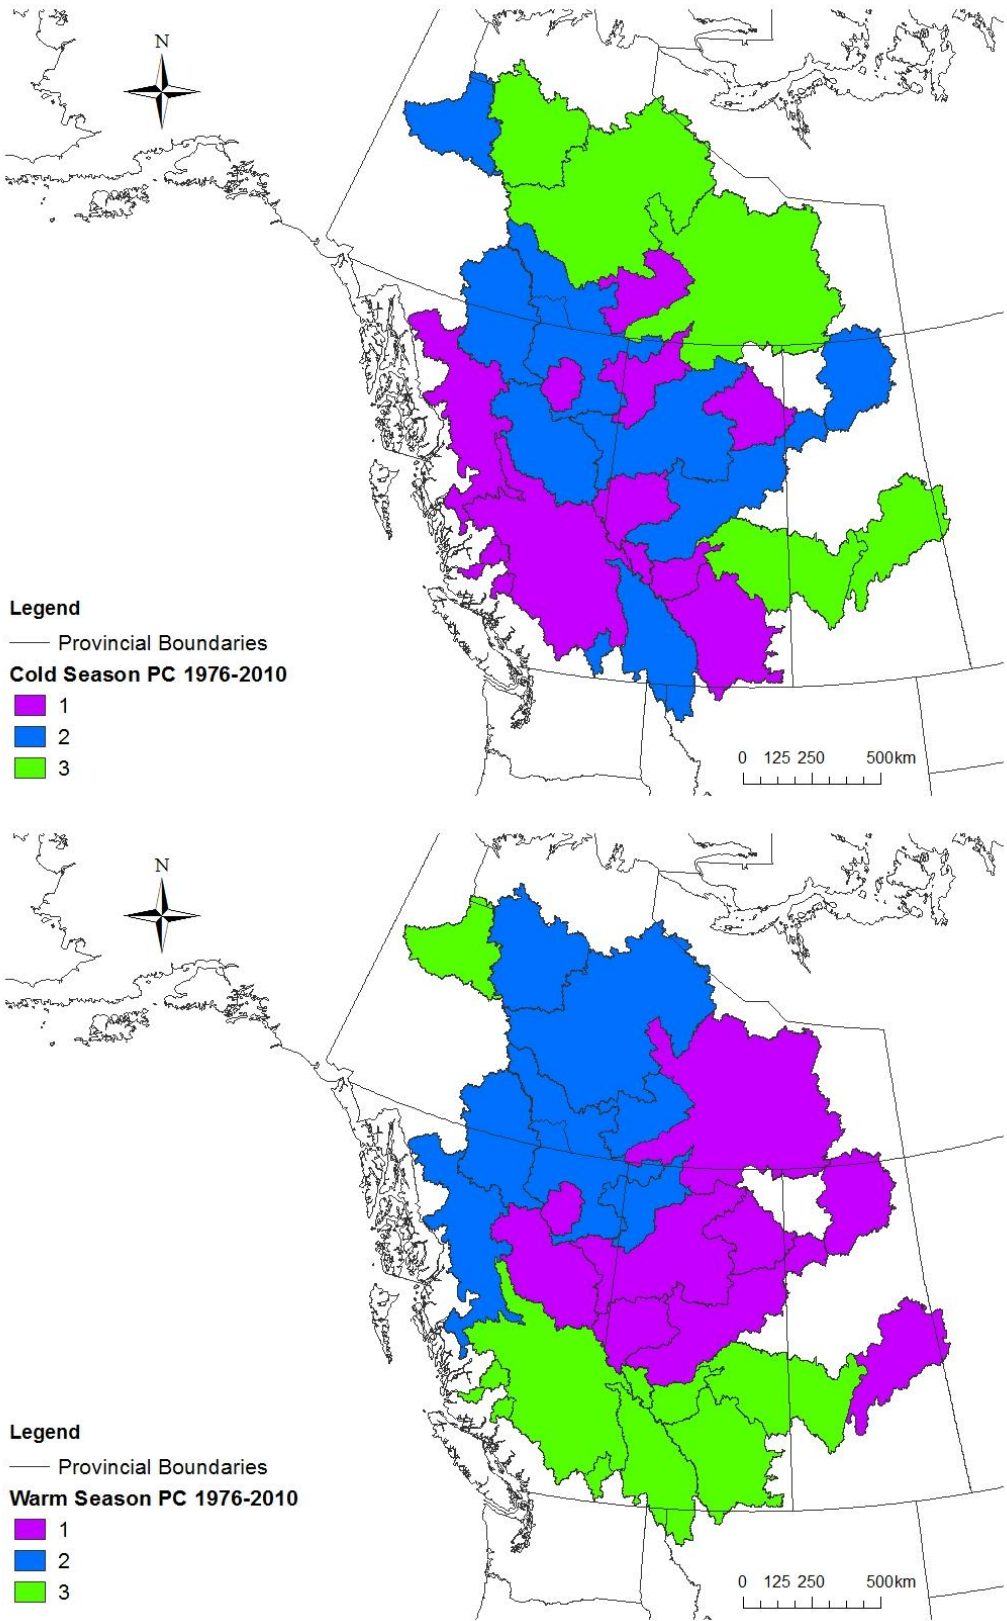 N
Legend
Provincial Boundaries
Cold Season PC 1976-2010
1
2
3
0 125 250 500km
N
Legend
Provincial Boundaries
Warm Season PC 1976-2010
1
2
3
0 125 250 500km